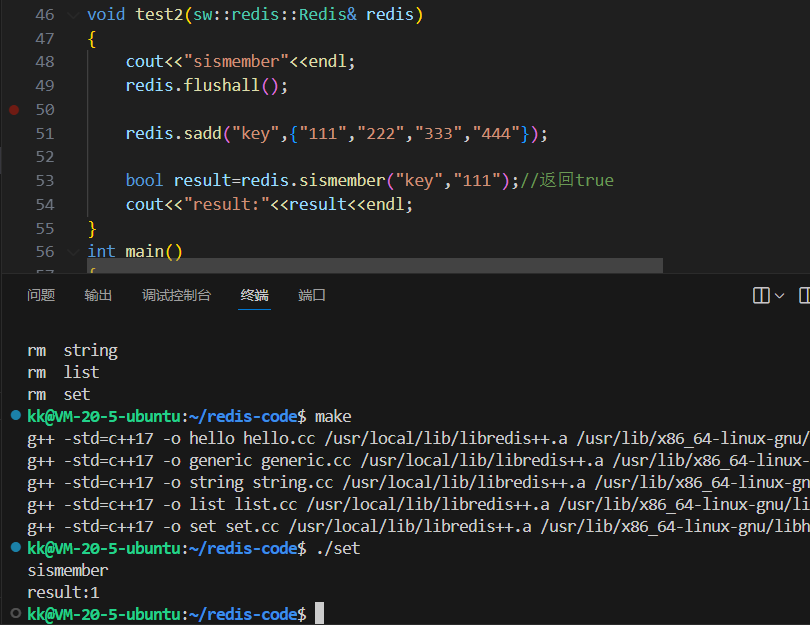 46 void test2(sw::redis::Redis& redis)
47 {
48 cout<<"sismember"<<endl;
49 redis.flushall();
50
51 redis.sadd("key",{"111","222","333","444"});
52
53 bool result=redis.sismember("key","111");//返回true
54 cout<<"result:"<<result<<endl;
55 }
56 int main()
57 {
问题 输出 调试控制台 终端 端口
rm string
rm list
rm set
kk@VM-20-5-ubuntu:~/redis-code$ make
g++ -std=c++17 -o hello hello.cc /usr/local/lib/libredis++.a /usr/lib/x86_64-linux-gnu/
g++ -std=c++17 -o generic generic.cc /usr/local/lib/libredis++.a /usr/lib/x86_64-linux-
g++ -std=c++17 -o string string.cc /usr/local/lib/libredis++.a /usr/lib/x86_64-linux-gn
g++ -std=c++17 -o list list.cc /usr/local/lib/libredis++.a /usr/lib/x86_64-linux-gnu/li
g++ -std=c++17 -o set set.cc /usr/local/lib/libredis++.a /usr/lib/x86_64-linux-gnu/libh
kk@VM-20-5-ubuntu:~/redis-code$ ./set
sismember
result:1
kk@VM-20-5-ubuntu:~/redis-code$